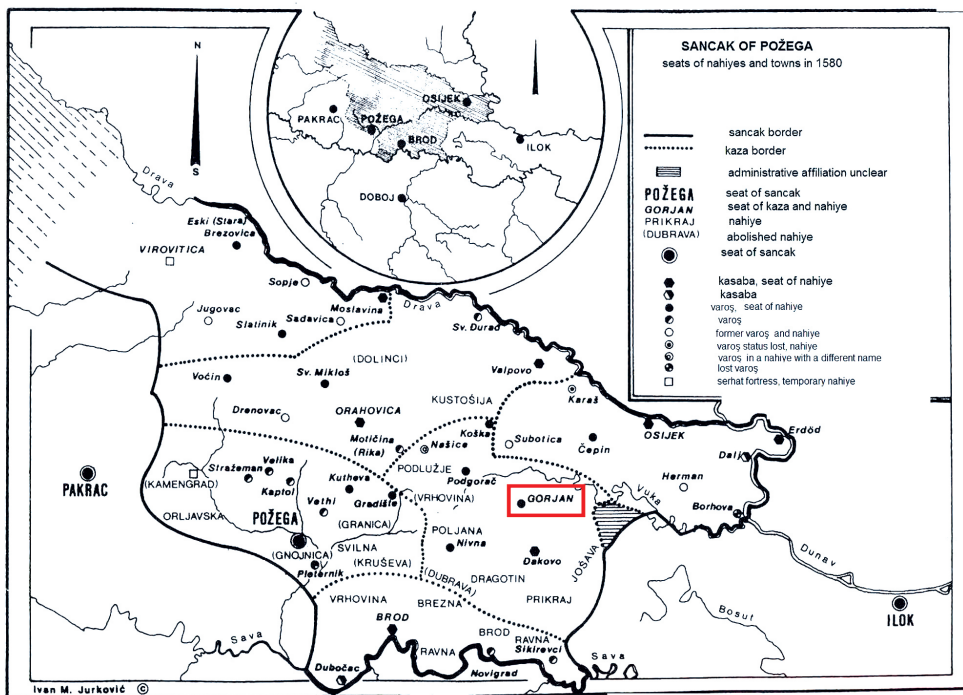 SANCAK OF POŽEGA
seats of nahiyes and towns in 1580
sancak border
kaza border
administrative affiliation unclear
POŽEGA seat of sancak
GORJAN seat of kaza and nahiye
PRIKRAJ nahiye
(DUBRAVA) abolished nahiye
seat of sancak
kasaba, seat of nahiye
kasaba
varoş, seat of nahiye
varoş
former varoş and nahiye
varoş status lost, nahiye
varoş in a nahiye with a different name
lost varoş
serhat fortress, temporary nahiye
N
S
OSIJEK
PAKRAC
POŽEGA
BROD
ILOK
DOBOJ
Drava
Eski (Stara)
Brezovica
VIROVITICA
Sopje
Moslavina
Drava
Jugovac
Sadavica
Slatinik
Sv. Đurađ
(DOLINCI)
Valpovo
Voćin
Sv. Mikloš
KUSTOŠIJA
Karaš
Drenovac
ORAHOVICA
Koška
OSIJEK
Erdöd
Motičina
(Rika)
Našice
Subotica
Čepin
Dalj
Velika
Stražeman
PODLUŽJE
Podgorač
Herman
PAKRAC
(KAMENGRAD)
Kaptol
Kutheva
Gradišt
(VRHOVINA)
GORJAN
Vuka
Borhova
ORLJAVSKA
Vethi
POŽEGA
(GRANICA)
POLJANA
(GNOJNICA)
SVILNA
Nivna
JOŠAVA
Dunav
Pleternik
(KRUŠEVA)
Đakovo
(DUBRAVA)
DRAGOTIN
VRHOVINA
BREZNA
PRIKRAJ
Bosut
ILOK
BROD
BROD
RAVNA
Sava
RAVNA
Sikirevci
Sava
Dubočac
Novigrad
Ivan M. Jurković ©